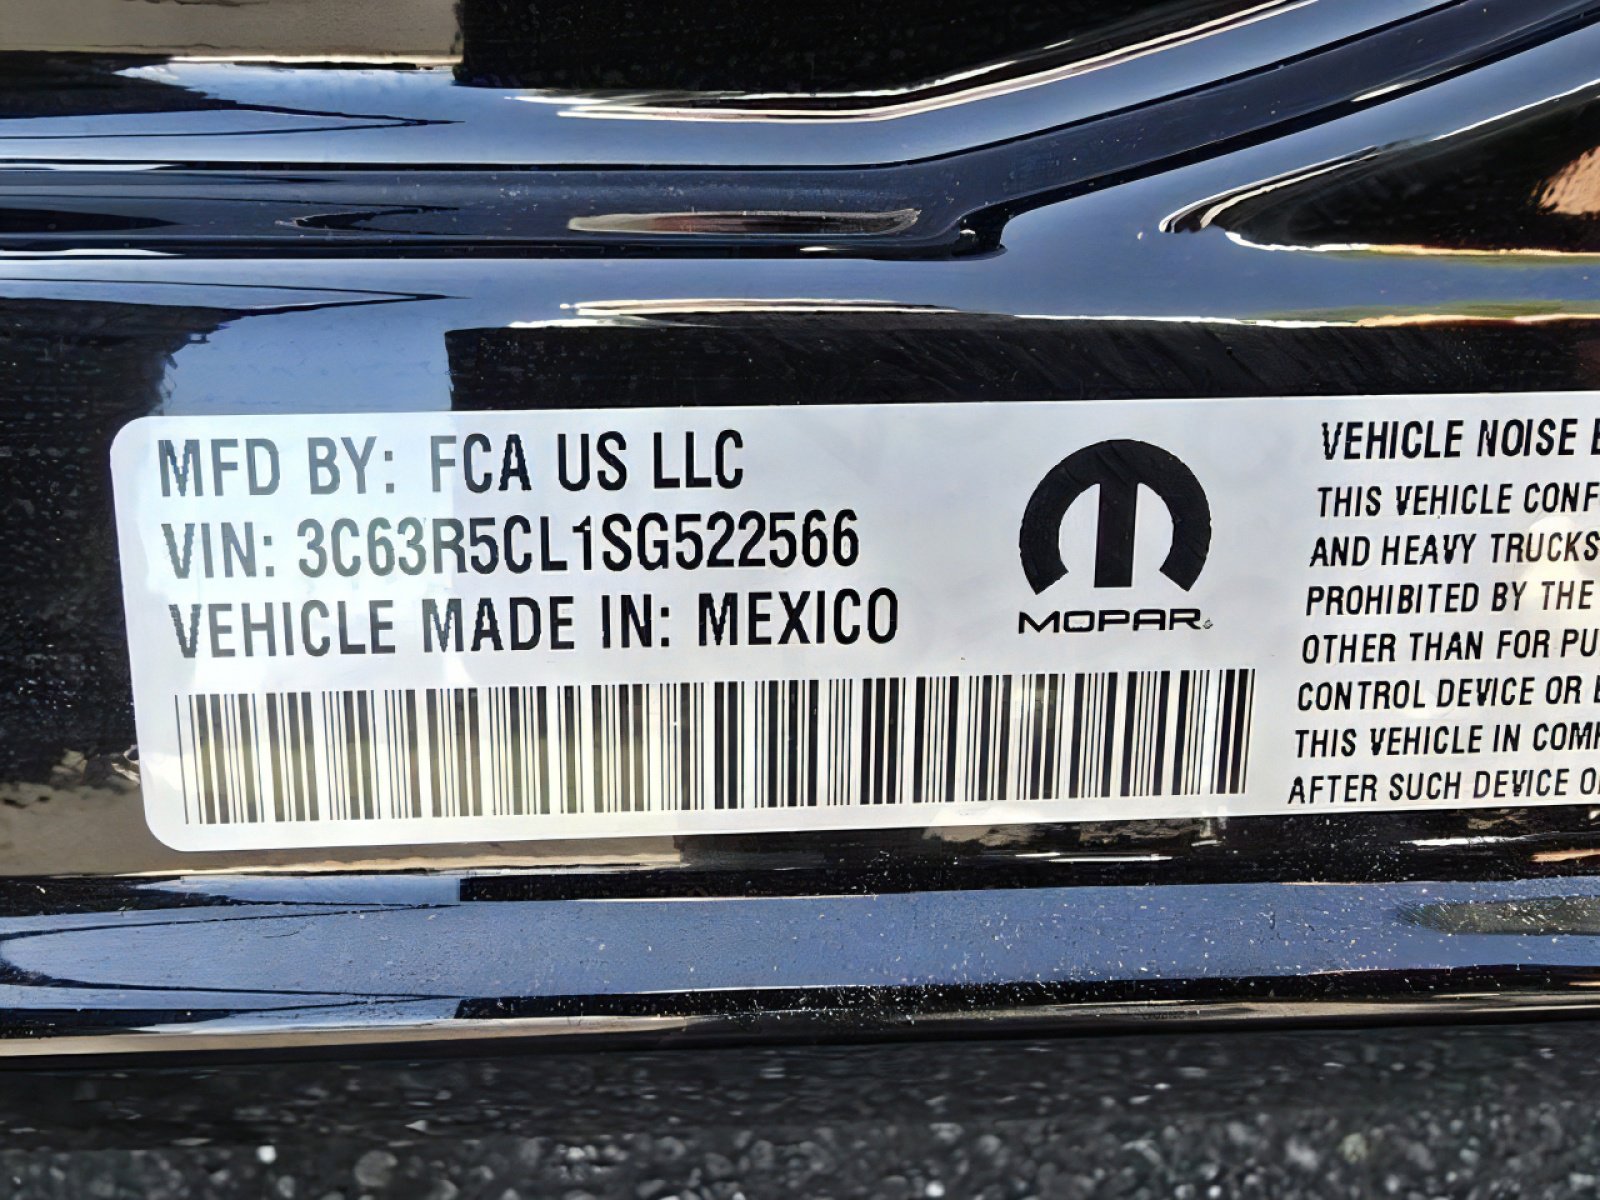 MFD BY: FCA US LLC
VIN: 3C63R5CL1SG522566
VEHICLE MADE IN: MEXICO
MOPAR
VEHICLE NOISE
THIS VEHICLE
AND HEAVY TRUCKS
PROHIBITED BY THE
OTHER THAN FOR
CONTROL DEVICE OR
THIS VEHICLE IN
AFTER SUCH DEVICE